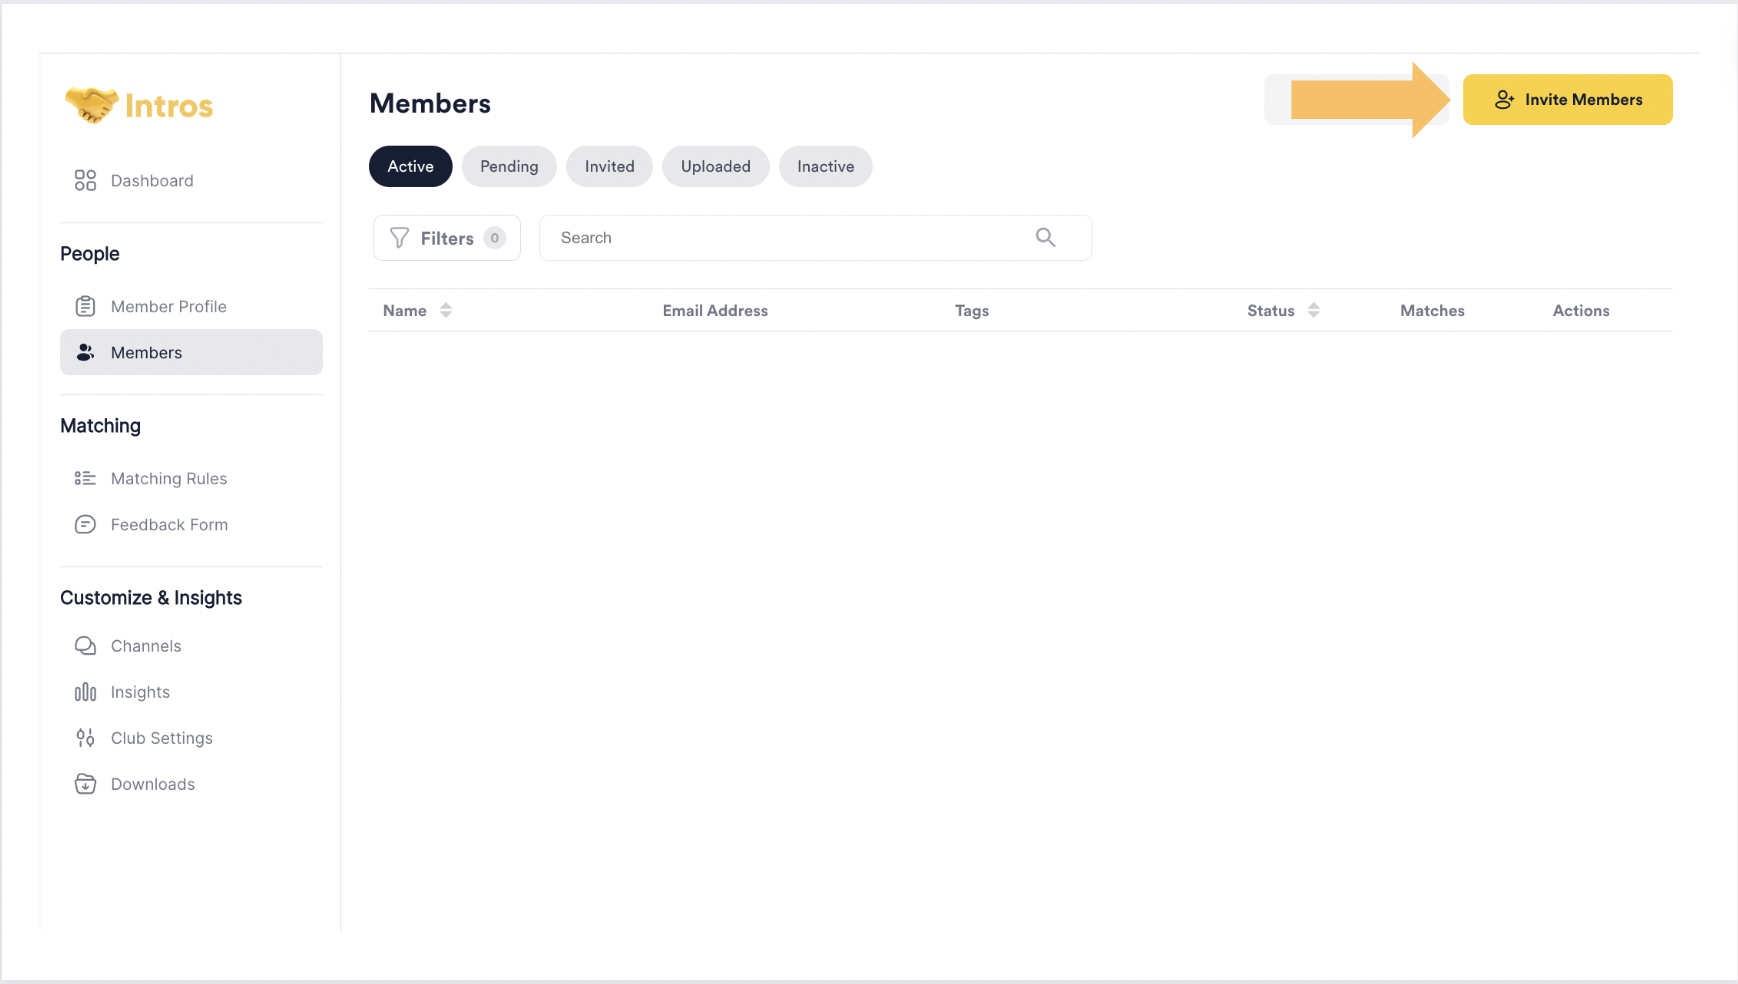 Intros
Dashboard
People
Member Profile
Members
Matching
Matching Rules
Feedback Form
Customize & Insights
Channels
Insights
Club Settings
Downloads
Members
Invite Members
Active Pending Invited Uploaded Inactive
Filters 0 Search
Name Email Address Tags Status Matches Actions